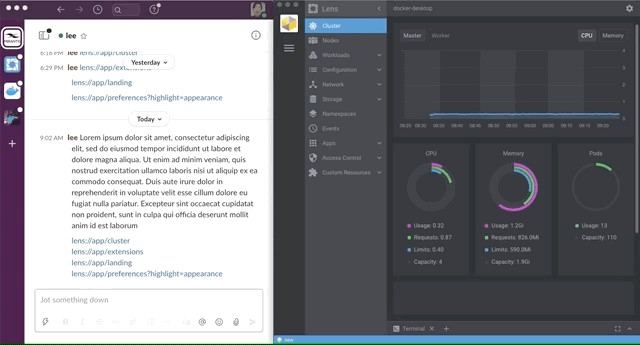 lee
6:16 PM lee lens://app/cluster
Yesterday
6:29 PM lee lens://app/extensions
lens://app/landing
lens://app/preferences?highlight=appearance
Today
9:02 AM lee Lorem ipsum dolor sit amet, consectetur adipiscing
elit, sed do eiusmod tempor incididunt ut labore et
dolore magna aliqua. Ut enim ad minim veniam, quis
nostrud exercitation ullamco laboris nisi ut aliquip ex ea
commodo consequat. Duis aute irure dolor in
reprehenderit in voluptate velit esse cillum dolore eu
fugiat nulla pariatur. Excepteur sint occaecat cupidatat
non proident, sunt in culpa qui officia deserunt mollit
anim id est laborum
lens://app/cluster
lens://app/extensions
lens://app/landing
lens://app/preferences?highlight=appearance
Jot something down
Lens
Cluster
Nodes
Workloads
Configuration
Network
Storage
Namespaces
Events
Apps
Access Control
Custom Resources
docker-desktop
Master Worker CPU Memory
CPU
Usage: 0.32
Requests: 0.87
Limits: 0.40
Capacity: 4
Memory
Usage: 1.2Gi
Requests: 826.0Mi
Limits: 590.0Mi
Capacity: 1.9Gi
Pods
Usage: 13
Capacity: 110
Terminal
new